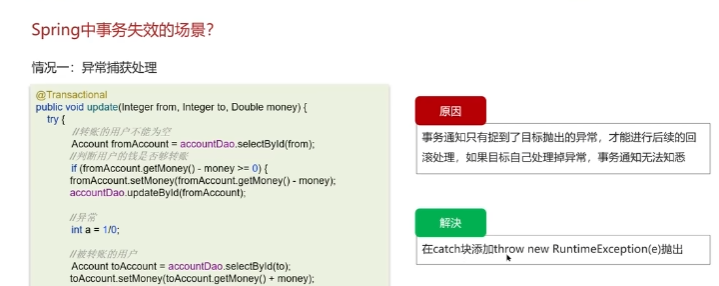 Spring中事务失效的场景?
情况一：异常捕获处理
@Transactional
public void update(Integer from, Integer to, Double money) {
try {
//转账的用户不能为空
Account fromAccount = accountDao.selectById(from);
//判断用户的钱是否够转账
if (fromAccount.getMoney() - money >= 0) {
fromAccount.setMoney(fromAccount.getMoney() - money);
accountDao.updateById(fromAccount);
//异常
int a = 1/0;
//被转账的用户
Account toAccount = accountDao.selectById(to);
toAccount.setMoney(toAccount.getMoney() + money);
原因
事务通知只有捉到了目标抛出的异常，才能进行后续的回
滚处理，如果目标自己处理掉异常，事务通知无法知悉
解决
在catch块添加throw new RuntimeException(e)抛出